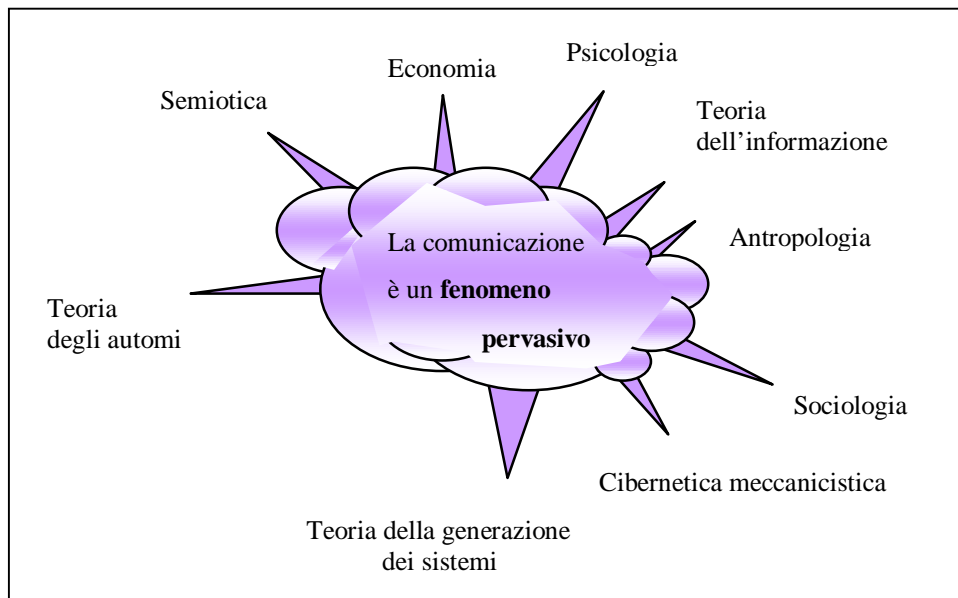 Psicologia
Economia
Semiotica
Teoria
dell’informazione
Antropologia
La comunicazione
è un fenomeno
pervasivo
Teoria
degli automi
Sociologia
Cibernetica meccanicistica
Teoria della generazione
dei sistemi